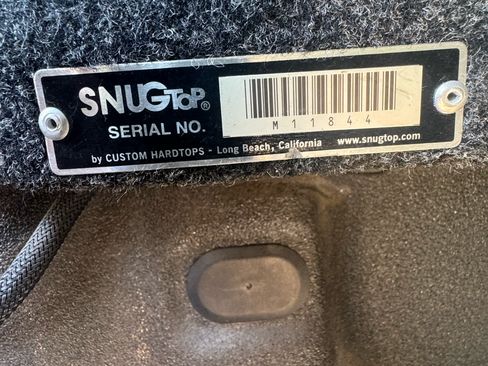 SNUGTOP®
SERIAL NO.
M11844
by CUSTOM HARDTOPS - Long Beach, California
www.snugtop.com